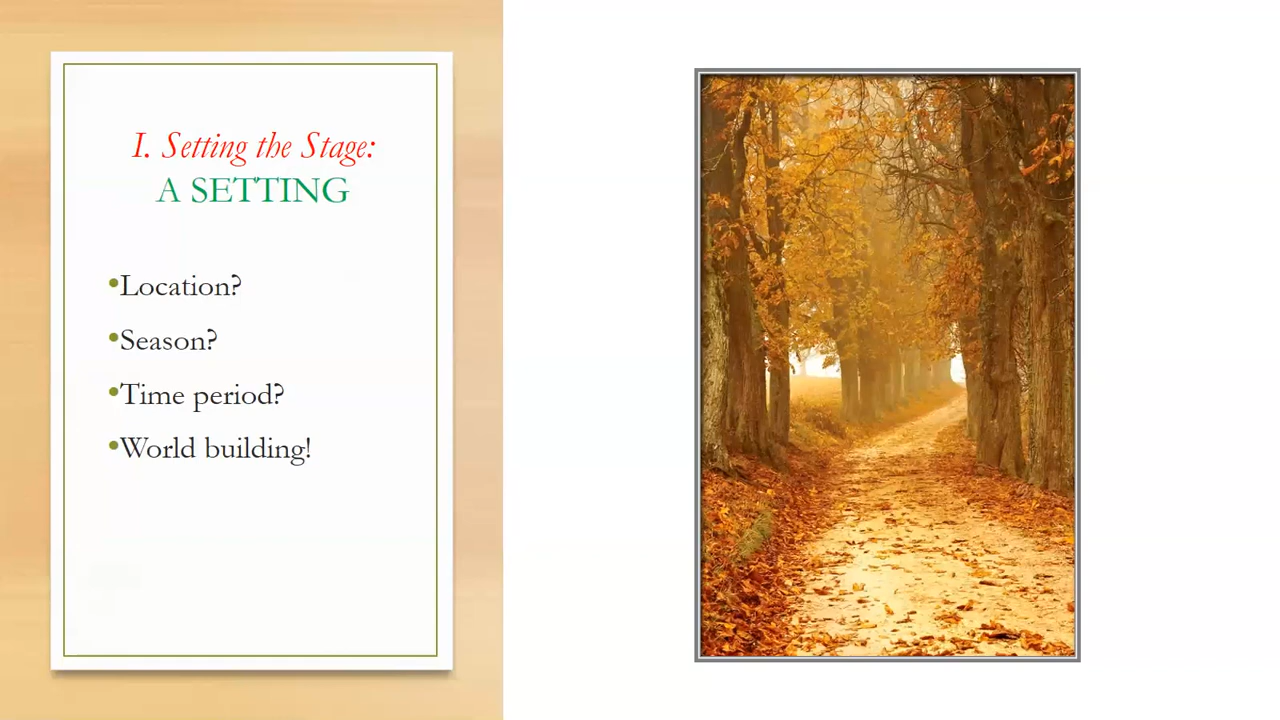 I. Setting the Stage:
A SETTING
•Location?
•Season?
•Time period?
•World building!